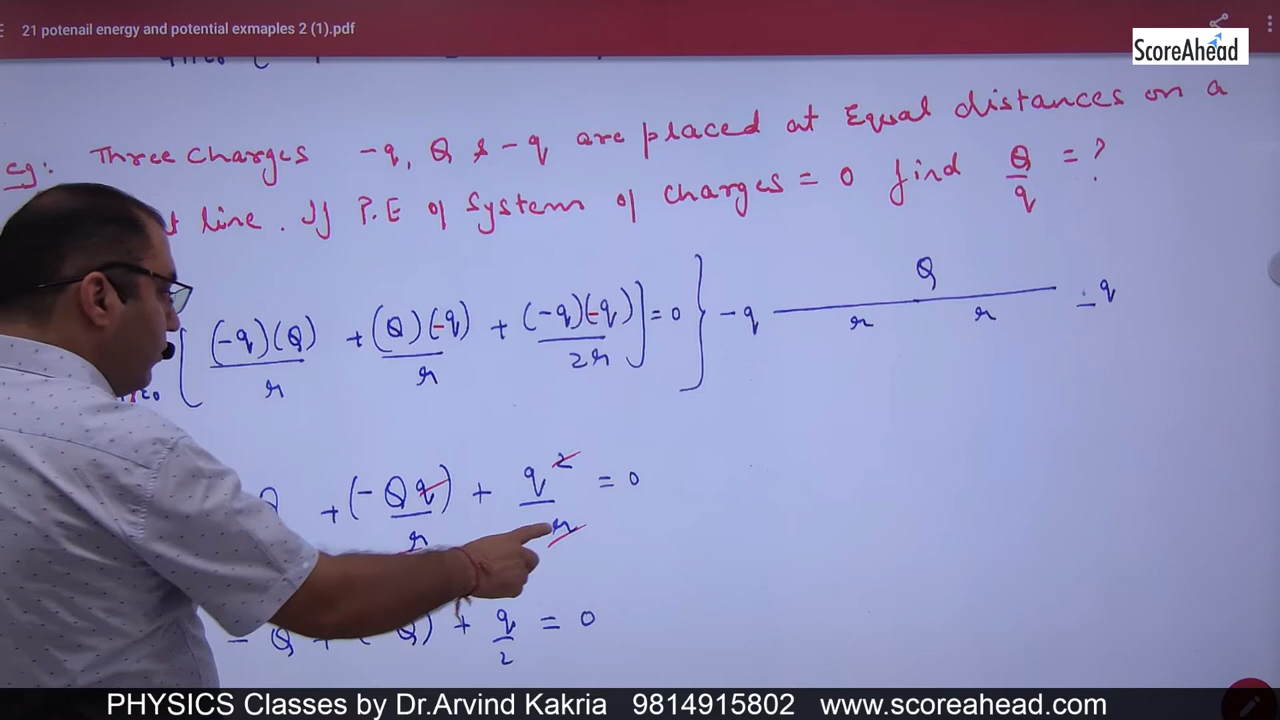 21 potenail energy and potential exmaples 2 (1).pdf
ScoreAhead
eg: Three charges -q, Q & -q are placed at Equal distances on a
line. If P.E of system of charges = 0 find Q/q = ?
[ (-q)(Q)/r + (Q)(-q)/r + (-q)(-q)/2r ] = 0 } -q Q -q
r r
+ (-Qq)/r + q²/ r = 0
- Q + ( Q) + q/2 = 0
PHYSICS Classes by Dr.Arvind Kakria 9814915802 www.scoreahead.com